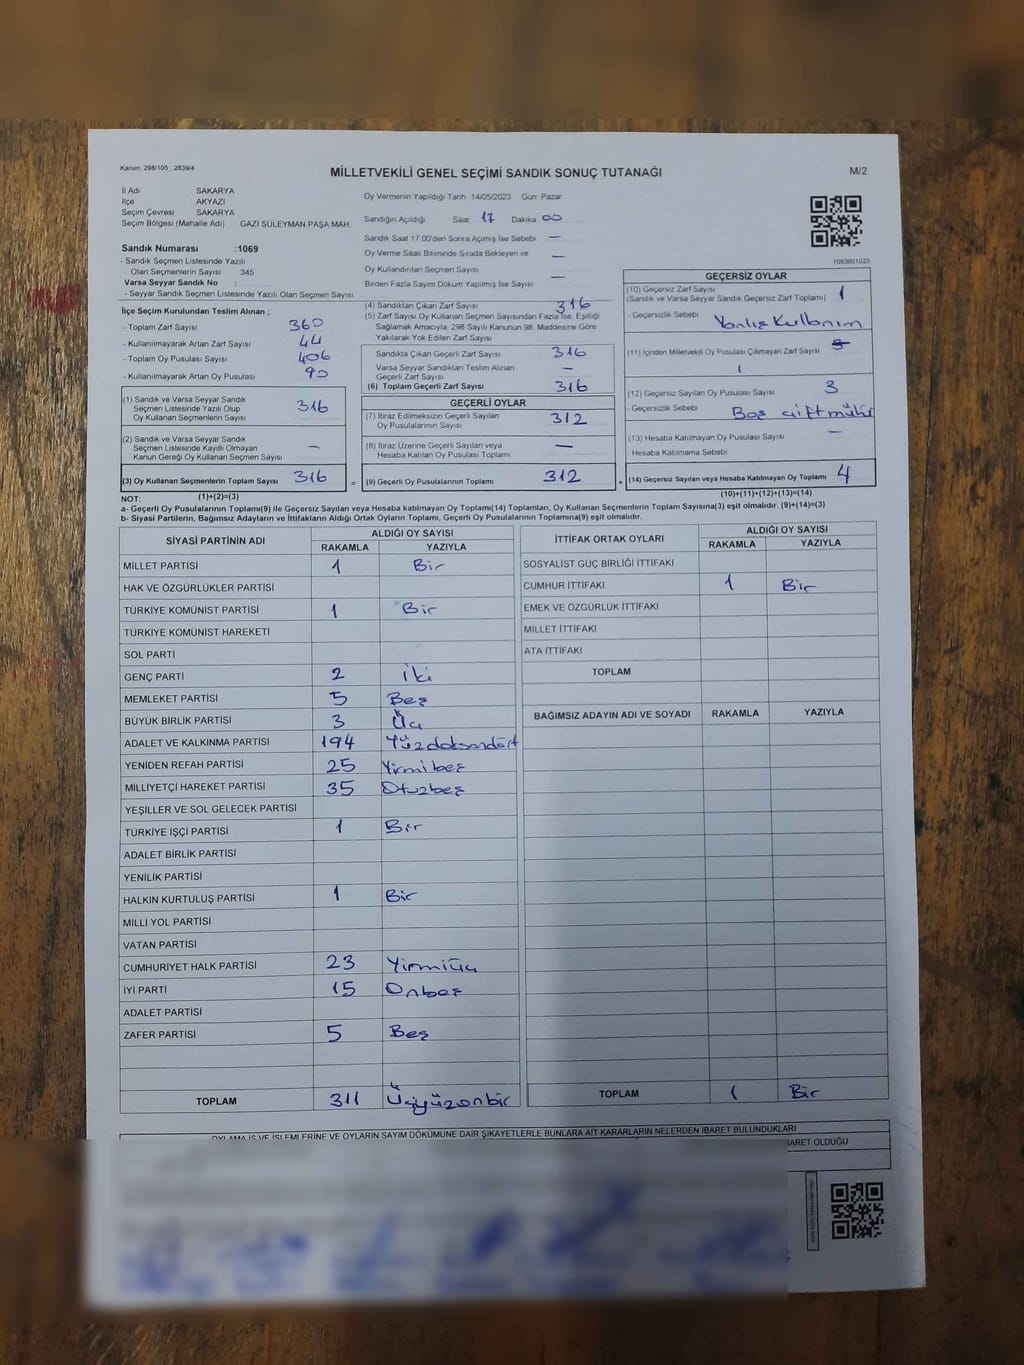 Kanun: 298/105 , 2839/4
MİLLETVEKİLİ GENEL SEÇİMİ SANDIK SONUÇ TUTANAĞI
M/2
İl Adı SAKARYA
İlçe AKYAZI
Seçim Çevresi SAKARYA
Seçim Bölgesi (Mahalle Adı) GAZİ SÜLEYMAN PAŞA MAH.
Sandık Numarası :1069
- Sandık Seçmen Listesinde Yazılı
Olan Seçmenlerin Sayısı 345
Varsa Seyyar Sandık No :
- Seyyar Sandık Seçmen Listesinde Yazılı Olan Seçmen Sayısı:
Oy Vermenin Yapıldığı Tarih 14/05/2023 Gün Pazar
Sandığın Açıldığı Saat 17 Dakika 00
Sandık Saat 17.00'den Sonra Açılmış İse Sebebi —
Oy Verme Saati Bitiminde Sırada Bekleyen ve —
Oy Kullandırılan Seçmen Sayısı
Birden Fazla Sayım Döküm Yapılmış İse Sayısı —
1083601023
İlçe Seçim Kurulundan Teslim Alınan ;
- Toplam Zarf Sayısı 360
- Kullanılmayarak Artan Zarf Sayısı 44
- Toplam Oy Pusulası Sayısı 406
- Kullanılmayarak Artan Oy Pusulası 90
(1) Sandık ve Varsa Seyyar Sandık
Seçmen Listesinde Yazılı Olup
Oy Kullanan Seçmenlerin Sayısı 316
(2) Sandık ve Varsa Seyyar Sandık
Seçmen Listesinde Kayıtlı Olmayan
Kanun Gereği Oy Kullanan Seçmen Sayısı —
(3) Oy Kullanan Seçmenlerin Toplam Sayısı 316 =
(4) Sandıktan Çıkan Zarf Sayısı 316
(5) Zarf Sayısı Oy Kullanan Seçmen Sayısından Fazla İse, Eşitliği
Sağlamak Amacıyla, 298 Sayılı Kanunun 98. Maddesine Göre
Yakılarak Yok Edilen Zarf Sayısı
Sandıkta Çıkan Geçerli Zarf Sayısı 316
Varsa Seyyar Sandıktan Teslim Alınan —
Geçerli Zarf Sayısı
(6) Toplam Geçerli Zarf Sayısı 316
GEÇERLİ OYLAR
(7) İtiraz Edilmeksizin Geçerli Sayılan
Oy Pusulalarının Sayısı 312
(8) İtiraz Üzerine Geçerli Sayılan veya
Hesaba Katılan Oy Pusulası Toplamı —
(9) Geçerli Oy Pusulalarının Toplamı 312 +
GEÇERSİZ OYLAR
(10) Geçersiz Zarf Sayısı 1
(Sandık ve Varsa Seyyar Sandık Geçersiz Zarf Toplamı)
- Geçersizlik Sebebi Yanlış Kullanım
(11) İçinden Milletvekili Oy Pusulası Çıkmayan Zarf Sayısı
(12) Geçersiz Sayılan Oy Pusulası Sayısı 3
- Geçersizlik Sebebi Boş çift mühür
(13) Hesaba Katılmayan Oy Pusulası Sayısı —
- Hesaba Katılmama Sebebi
(14) Geçersiz Sayılan veya Hesaba Katılmayan Oy Toplamı 4
NOT: (1)+(2)=(3)
(10)+(11)+(12)+(13)=(14)
a- Geçerli Oy Pusulalarının Toplamı(9) ile Geçersiz Sayılan veya Hesaba katılmayan Oy Toplamı(14) Toplamları, Oy Kullanan Seçmenlerin Toplam Sayısına(3) eşit olmalıdır. (9)+(14)=(3)
b- Siyasi Partilerin, Bağımsız Adayların ve İttifakların Aldığı Ortak Oyların Toplamı, Geçerli Oy Pusulalarının Toplamına(9) eşit olmalıdır.
SİYASİ PARTİNİN ADI ALDIĞI OY SAYISI
RAKAMLA YAZIYLA
MİLLET PARTİSİ 1 Bir
HAK VE ÖZGÜRLÜKLER PARTİSİ
TÜRKİYE KOMÜNİST PARTİSİ 1 Bir
TÜRKİYE KOMÜNİST HAREKETİ
SOL PARTİ
GENÇ PARTİ 2 İki
MEMLEKET PARTİSİ 5 Beş
BÜYÜK BİRLİK PARTİSİ 3 Üç
ADALET VE KALKINMA PARTİSİ 194 Yüzdoksandört
YENİDEN REFAH PARTİSİ 25 Yirmibeş
MİLLİYETÇİ HAREKET PARTİSİ 35 Otuzbeş
YEŞİLLER VE SOL GELECEK PARTİSİ
TÜRKİYE İŞÇİ PARTİSİ 1 Bir
ADALET BİRLİK PARTİSİ
YENİLİK PARTİSİ
HALKIN KURTULUŞ PARTİSİ 1 Bir
MİLLİ YOL PARTİSİ
VATAN PARTİSİ
CUMHURİYET HALK PARTİSİ 23 Yirmiüç
İYİ PARTİ 15 Onbeş
ADALET PARTİSİ
ZAFER PARTİSİ 5 Beş
TOPLAM 311 Üçyüzonbir
İTTİFAK ORTAK OYLARI ALDIĞI OY SAYISI
RAKAMLA YAZIYLA
SOSYALİST GÜÇ BİRLİĞİ İTTİFAKI
CUMHUR İTTİFAKI 1 Bir
EMEK VE ÖZGÜRLÜK İTTİFAKI
MİLLET İTTİFAKI
ATA İTTİFAKI
TOPLAM
BAĞIMSIZ ADAYIN ADI VE SOYADI RAKAMLA YAZIYLA
TOPLAM 1 Bir
OYLAMA İŞ VE İŞLEMLERİNE VE OYLARIN SAYIM DÖKÜMÜNE DAİR ŞİKAYETLERLE BUNLARA AİT KARARLARIN NELERDEN İBARET BULUNDUKLARI
İBARET OLDUĞU